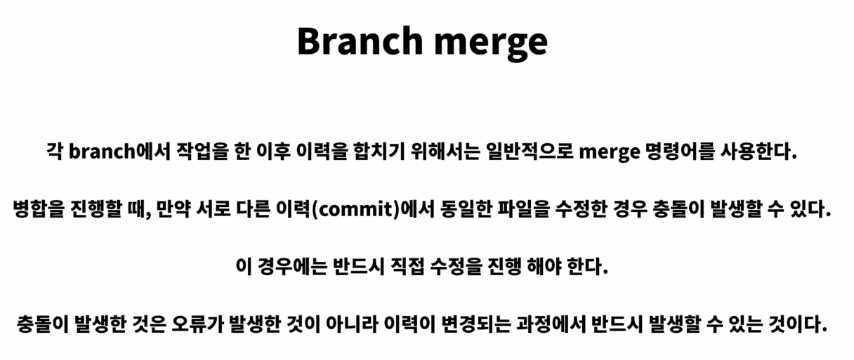 Branch merge
각 branch에서 작업을 한 이후 이력을 합치기 위해서는 일반적으로 merge 명령어를 사용한다.
병합을 진행할 때, 만약 서로 다른 이력(commit)에서 동일한 파일을 수정한 경우 충돌이 발생할 수 있다.
이 경우에는 반드시 직접 수정을 진행 해야 한다.
충돌이 발생한 것은 오류가 발생한 것이 아니라 이력이 변경되는 과정에서 반드시 발생할 수 있는 것이다.